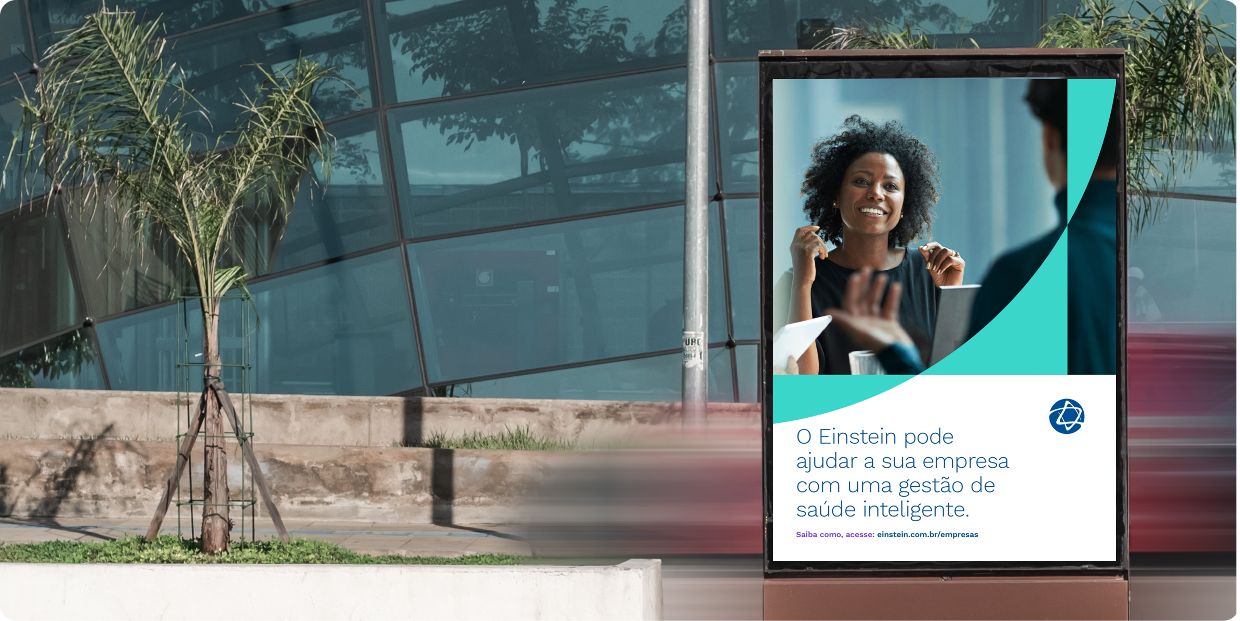 O Einstein pode
ajudar a sua empresa
com uma gestão de
saúde inteligente.
Saiba como, acesse: einstein.com.br/empresas